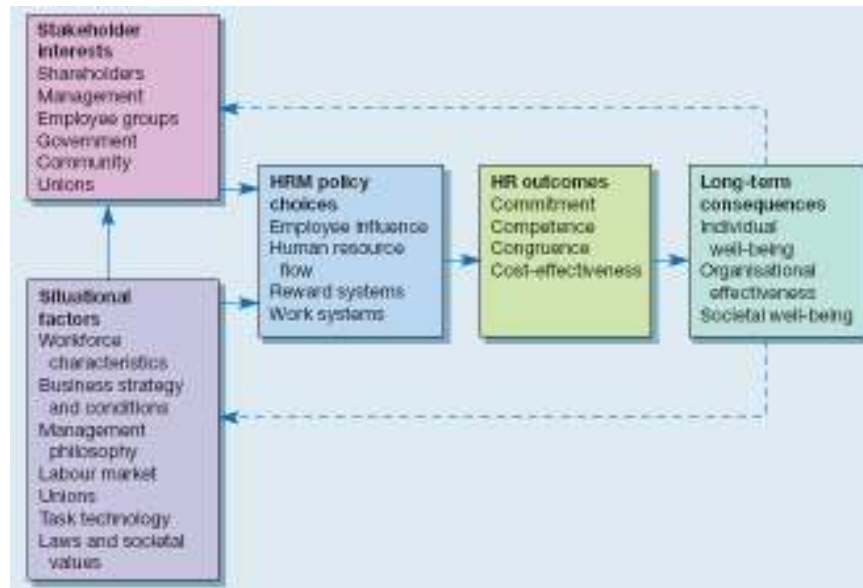 Stakeholder
interests
Shareholders
Management
Employee groups
Government
Community
Unions
Situational
factors
Workforce
characteristics
Business strategy
and conditions
Management
philosophy
Labour market
Unions
Task technology
Laws and societal
values
HRM policy
choices
Employee influence
Human resource
flow
Reward systems
Work systems
HR outcomes
Commitment
Competence
Congruence
Cost-effectiveness
Long-term
consequences
Individual
well-being
Organisational
effectiveness
Societal well-being